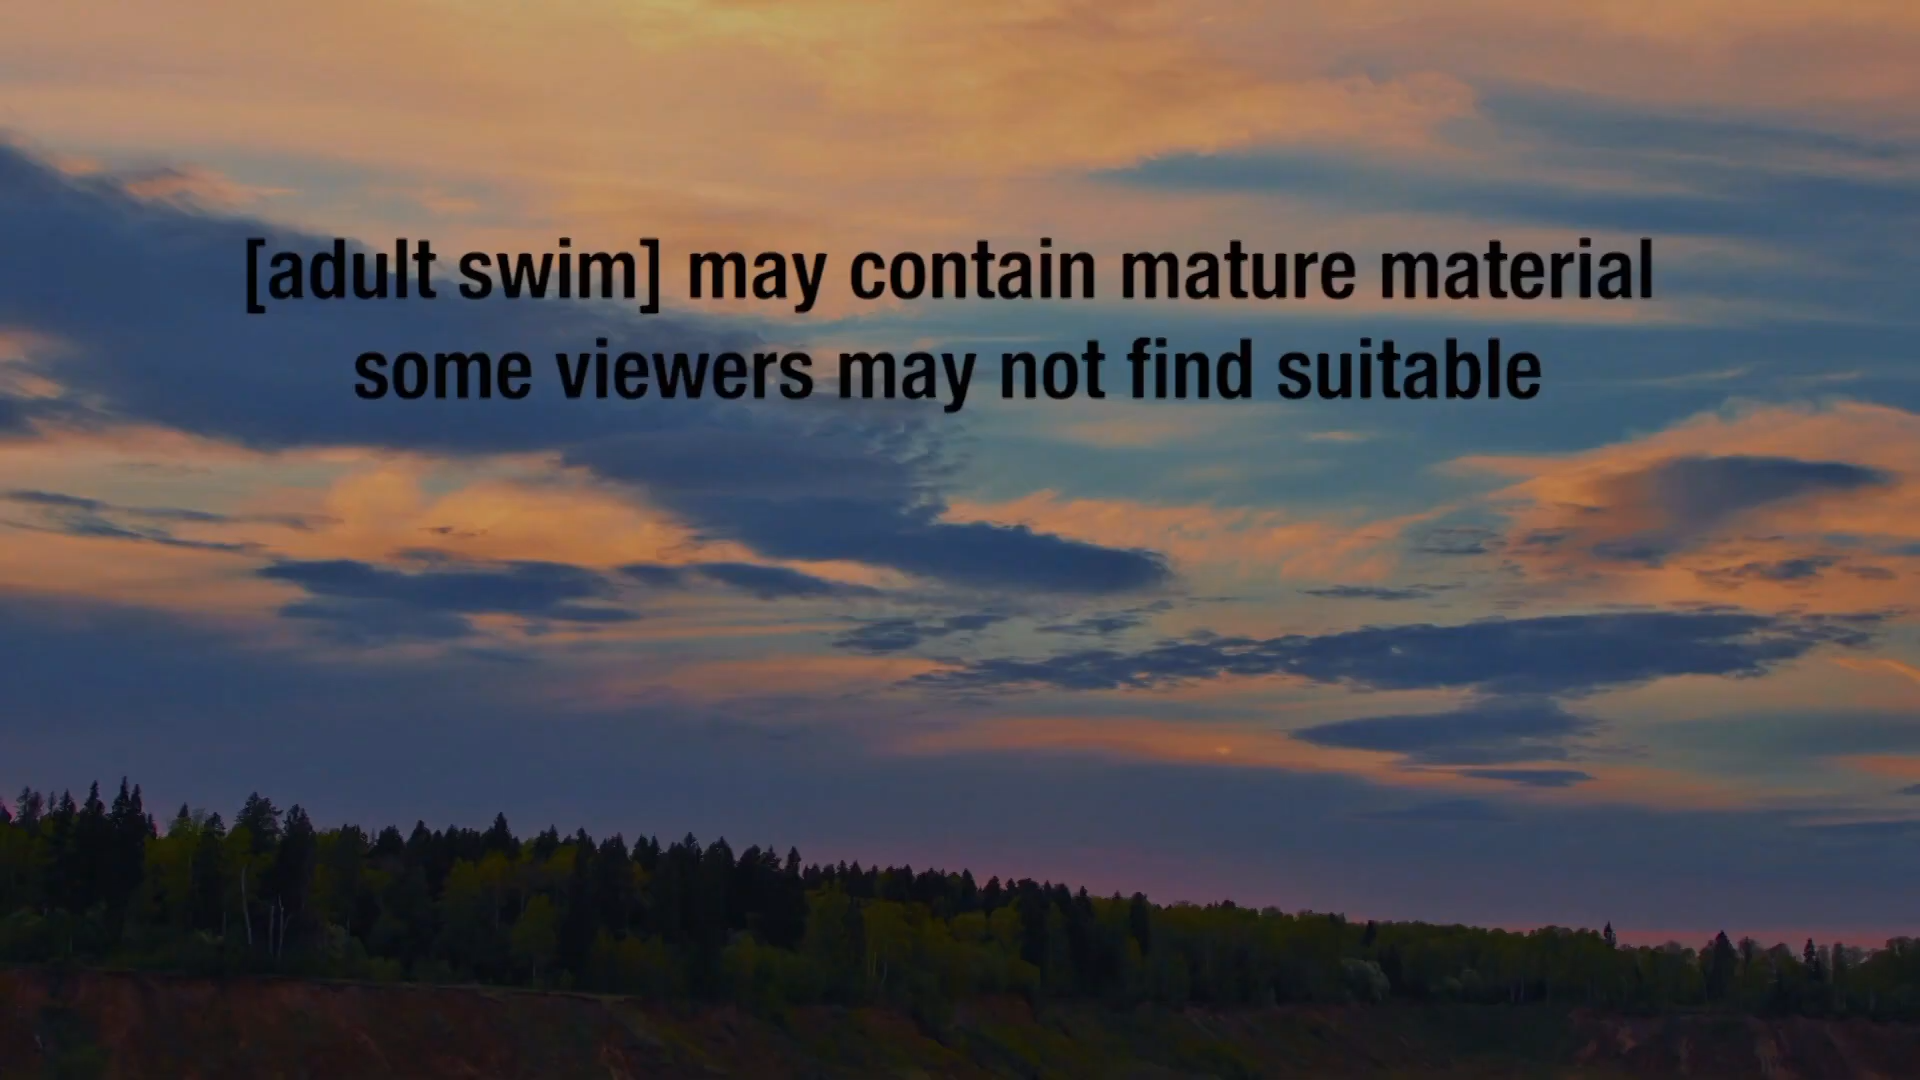 [adult swim] may contain mature material
some viewers may not find suitable